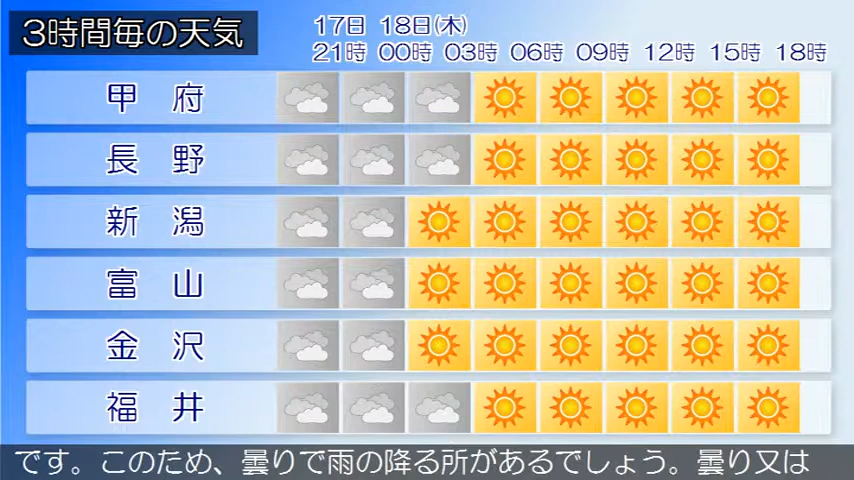 3時間毎の天気
17日 18日(木)
21時 00時 03時 06時 09時 12時 15時 18時
甲府
長野
新潟
富山
金沢
福井
です。このため、曇りで雨の降る所があるでしょう。曇り又は